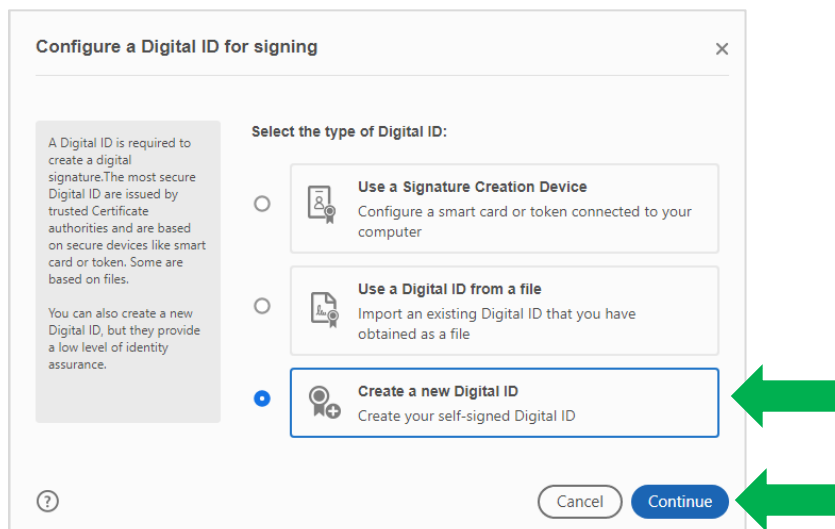 Configure a Digital ID for signing
A Digital ID is required to
create a digital
signature.The most secure
Digital ID are issued by
trusted Certificate
authorities and are based
on secure devices like smart
card or token. Some are
based on files.
You can also create a new
Digital ID, but they provide
a low level of identity
assurance.
Select the type of Digital ID:
Use a Signature Creation Device
Configure a smart card or token connected to your
computer
Use a Digital ID from a file
Import an existing Digital ID that you have
obtained as a file
Create a new Digital ID
Create your self-signed Digital ID
?
Cancel
Continue